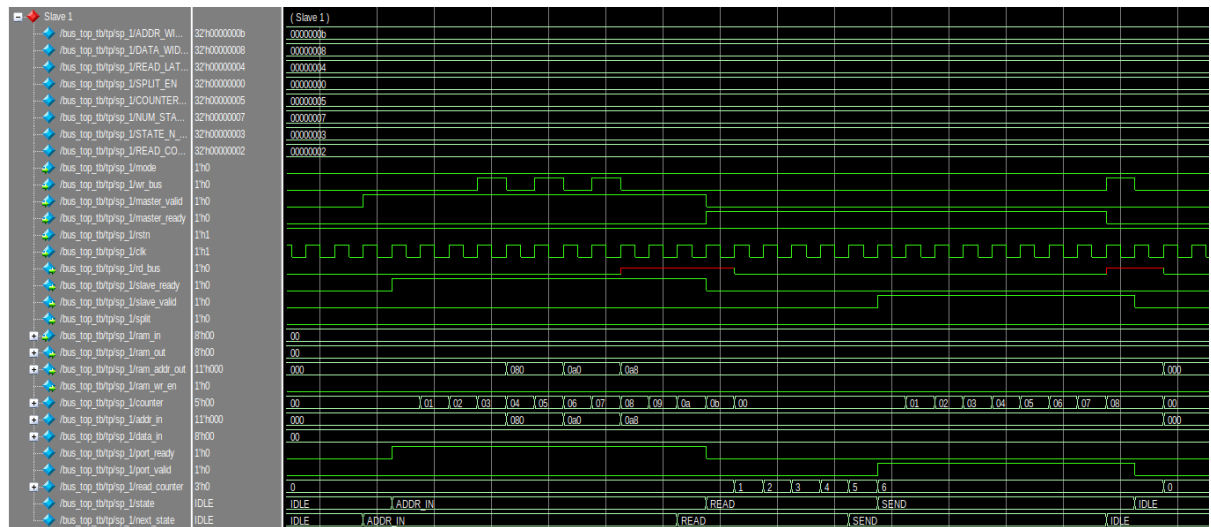 Slave 1 ( Slave 1 )
/bus_top_tb/tp/sp_1/ADDR_WI... 32'h0000000b 0000000b
/bus_top_tb/tp/sp_1/DATA_WID... 32'h00000008 00000008
/bus_top_tb/tp/sp_1/READ_LAT... 32'h00000004 00000004
/bus_top_tb/tp/sp_1/SPLIT_EN 32'h00000000 00000000
/bus_top_tb/tp/sp_1/COUNTER... 32'h00000005 00000005
/bus_top_tb/tp/sp_1/NUM_STA... 32'h00000007 00000007
/bus_top_tb/tp/sp_1/STATE_N_... 32'h00000003 00000003
/bus_top_tb/tp/sp_1/READ_CO... 32'h00000002 00000002
/bus_top_tb/tp/sp_1/mode 1'h0
/bus_top_tb/tp/sp_1/wr_bus 1'h0
/bus_top_tb/tp/sp_1/master_valid 1'h0
/bus_top_tb/tp/sp_1/master_ready 1'h0
/bus_top_tb/tp/sp_1/rstn 1'h1
/bus_top_tb/tp/sp_1/clk 1'h1
/bus_top_tb/tp/sp_1/rd_bus 1'h0
/bus_top_tb/tp/sp_1/slave_ready 1'h0
/bus_top_tb/tp/sp_1/slave_valid 1'h0
/bus_top_tb/tp/sp_1/split 1'h0
/bus_top_tb/tp/sp_1/ram_in 8'h00 00
/bus_top_tb/tp/sp_1/ram_out 8'h00 00
/bus_top_tb/tp/sp_1/ram_addr_out 11'h000 000 080 0a0 0a8 000
/bus_top_tb/tp/sp_1/ram_wr_en 1'h0
/bus_top_tb/tp/sp_1/counter 5'h00 00 01 02 03 04 05 06 07 08 09 0a 0b 00 01 02 03 04 05 06 07 08 00
/bus_top_tb/tp/sp_1/addr_in 11'h000 000 080 0a0 0a8 000
/bus_top_tb/tp/sp_1/data_in 8'h00 00
/bus_top_tb/tp/sp_1/port_ready 1'h0
/bus_top_tb/tp/sp_1/port_valid 1'h0
/bus_top_tb/tp/sp_1/read_counter 3'h0 0 1 2 3 4 5 6 0
/bus_top_tb/tp/sp_1/state IDLE IDLE ADDR_IN READ SEND IDLE
/bus_top_tb/tp/sp_1/next_state IDLE IDLE ADDR_IN READ SEND IDLE